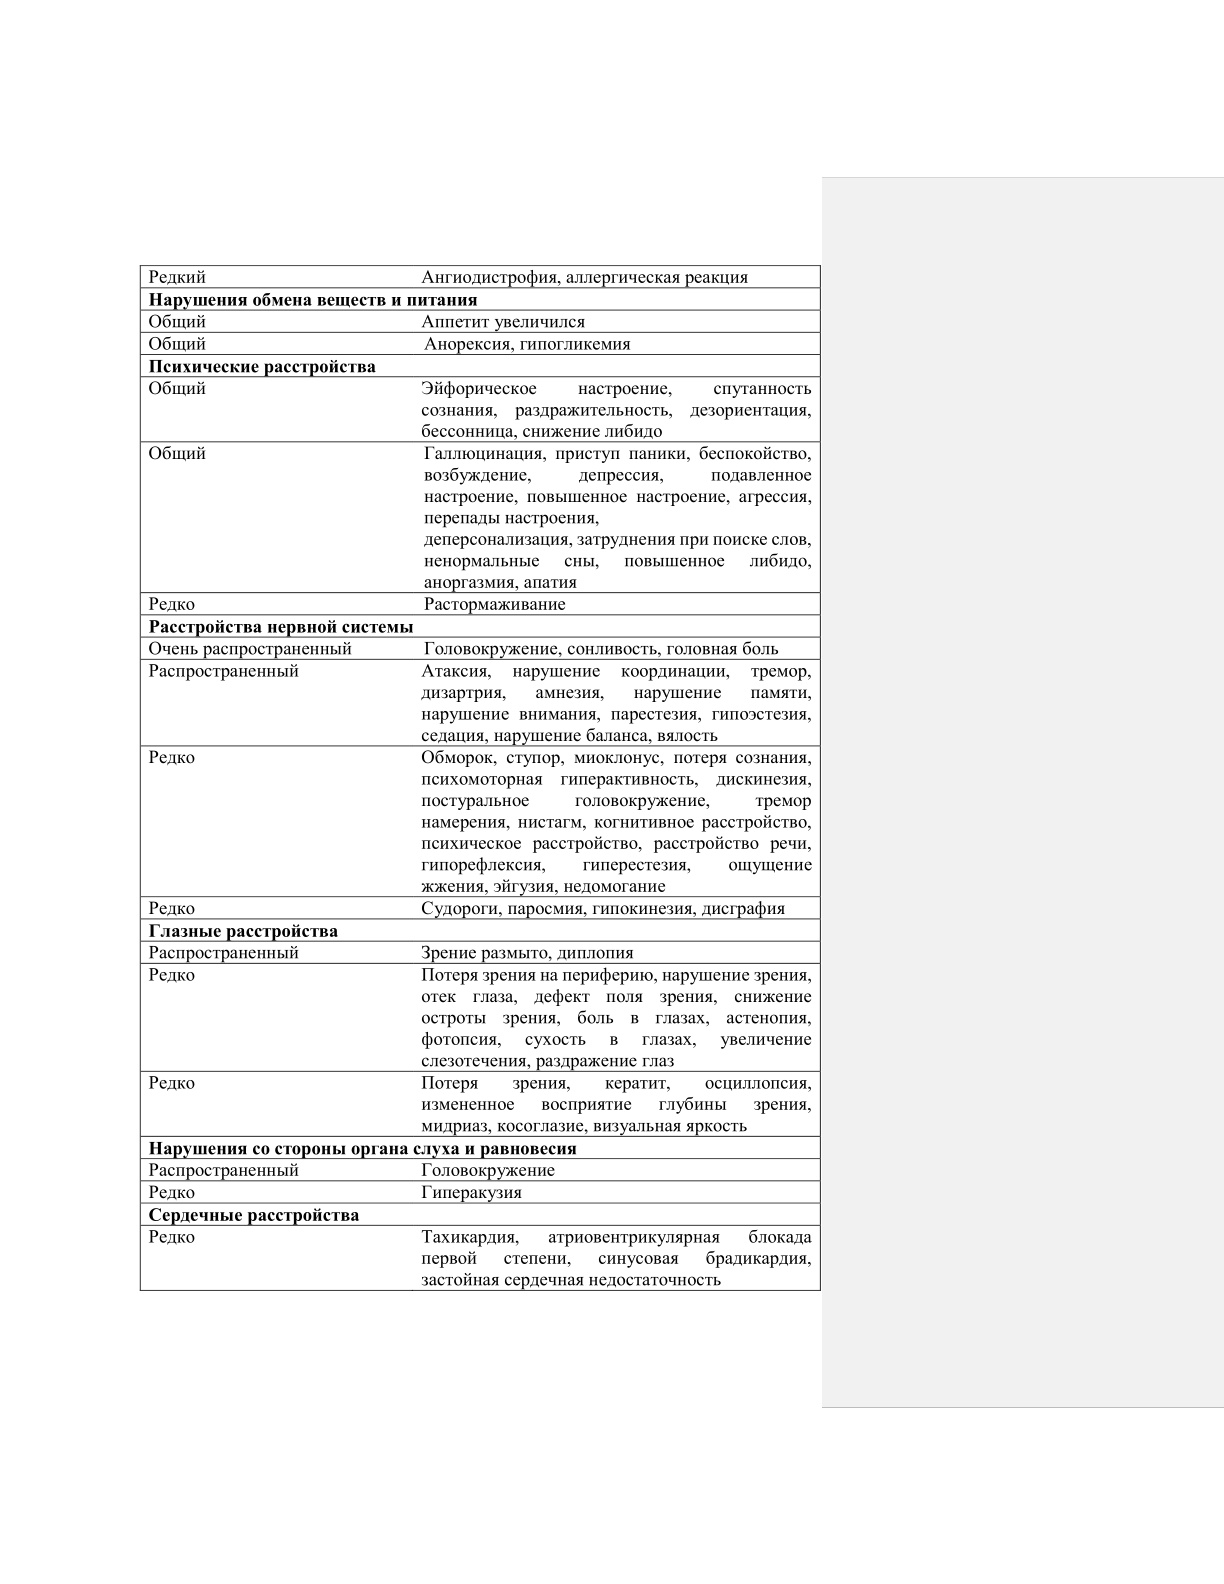 Редкий Ангиодистрофия, аллергическая реакция
Нарушения обмена веществ и питания
Общий Аппетит увеличился
Общий Анорексия, гипогликемия
Психические расстройства
Общий Эйфорическое настроение, спутанность
сознания, раздражительность, дезориентация,
бессонница, снижение либидо
Общий Галлюцинация, приступ паники, беспокойство,
возбуждение, депрессия, подавленное
настроение, повышенное настроение, агрессия,
перепады настроения,
деперсонализация, затруднения при поиске слов,
ненормальные сны, повышенное либидо,
аноргазмия, апатия
Редко Растормаживание
Расстройства нервной системы
Очень распространенный Головокружение, сонливость, головная боль
Распространенный Атаксия, нарушение координации, тремор,
дизартрия, амнезия, нарушение памяти,
нарушение внимания, парестезия, гипоэстезия,
седация, нарушение баланса, вялость
Редко Обморок, ступор, миоклонус, потеря сознания,
психомоторная гиперактивность, дискинезия,
постуральное головокружение, тремор
намерения, нистагм, когнитивное расстройство,
психическое расстройство, расстройство речи,
гипорефлексия, гиперестезия, ощущение
жжения, эйгузия, недомогание
Редко Судороги, паросмия, гипокинезия, дисграфия
Глазные расстройства
Распространенный Зрение размыто, диплопия
Редко Потеря зрения на периферию, нарушение зрения,
отек глаза, дефект поля зрения, снижение
остроты зрения, боль в глазах, астенопия,
фотопсия, сухость в глазах, увеличение
слезотечения, раздражение глаз
Редко Потеря зрения, кератит, осциллопсия,
измененное восприятие глубины зрения,
мидриаз, косоглазие, визуальная яркость
Нарушения со стороны органа слуха и равновесия
Распространенный Головокружение
Редко Гиперакузия
Сердечные расстройства
Редко Тахикардия, атриовентрикулярная блокада
первой степени, синусовая брадикардия,
застойная сердечная недостаточность